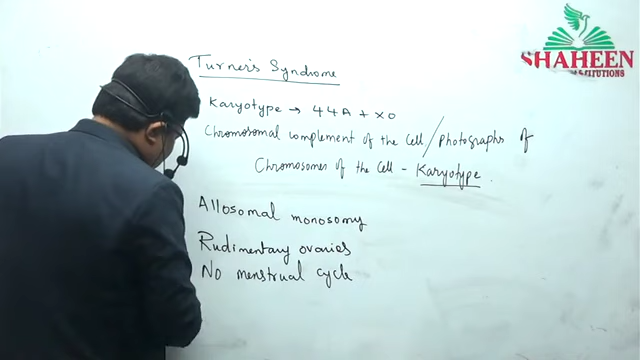 SHAHEEN
INSTITUTIONS
Turner's Syndrome
Karyotype → 44A + XO
Chromosomal Complement of the Cell / Photographs of
Chromosomes of the Cell - Karyotype.
Allosomal monosomy
Rudimentary ovaries
No menstrual cycle